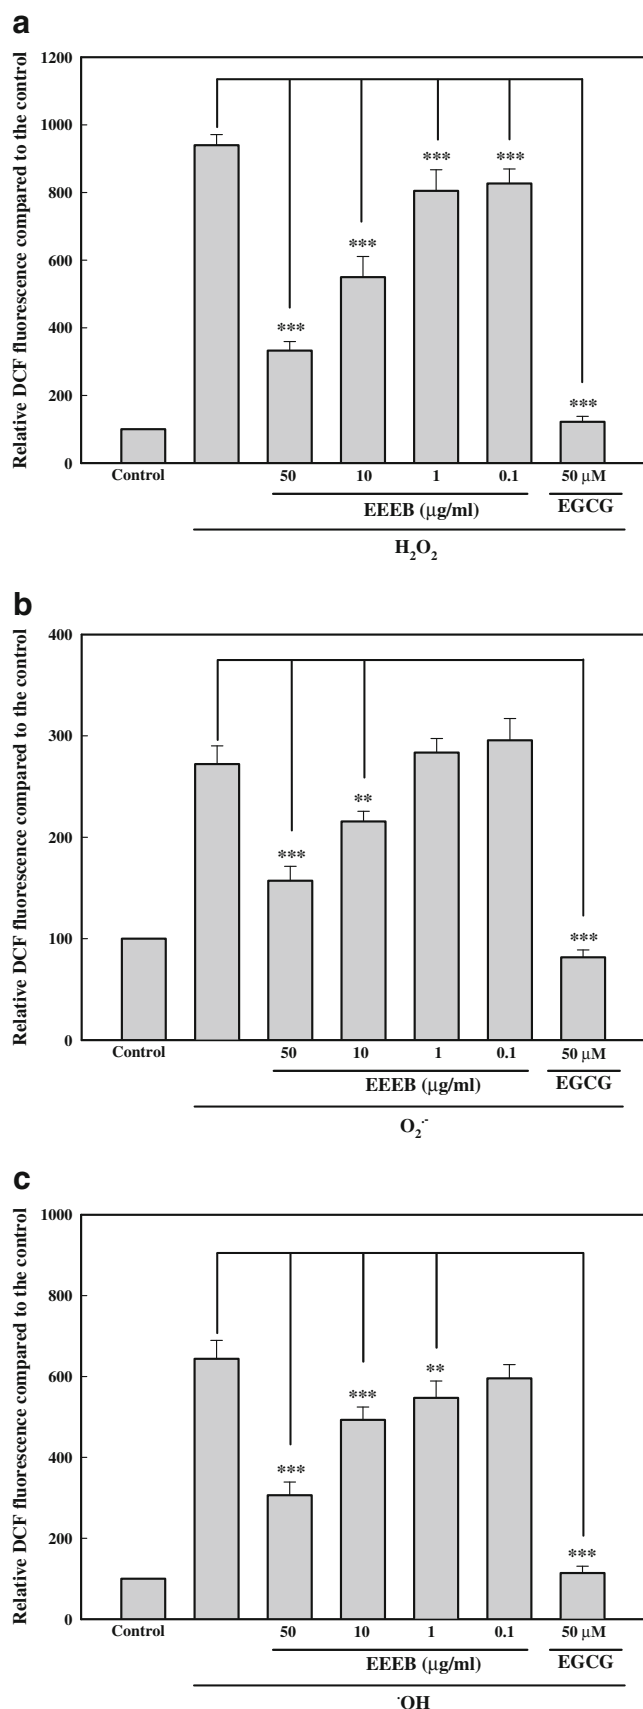 a
Relative DCF fluorescence compared to the control
1200
1000
800
600
400
200
0
*** *** *** *** ***
Control 50 10 1 0.1 50 μM
EEEB (μg/ml) EGCG
H₂O₂
b
Relative DCF fluorescence compared to the control
400
300
200
100
0
*** ** ***
Control 50 10 1 0.1 50 μM
EEEB (μg/ml) EGCG
O₂·⁻
c
Relative DCF fluorescence compared to the control
1000
800
600
400
200
0
*** *** ** ***
Control 50 10 1 0.1 50 μM
EEEB (μg/ml) EGCG
·OH